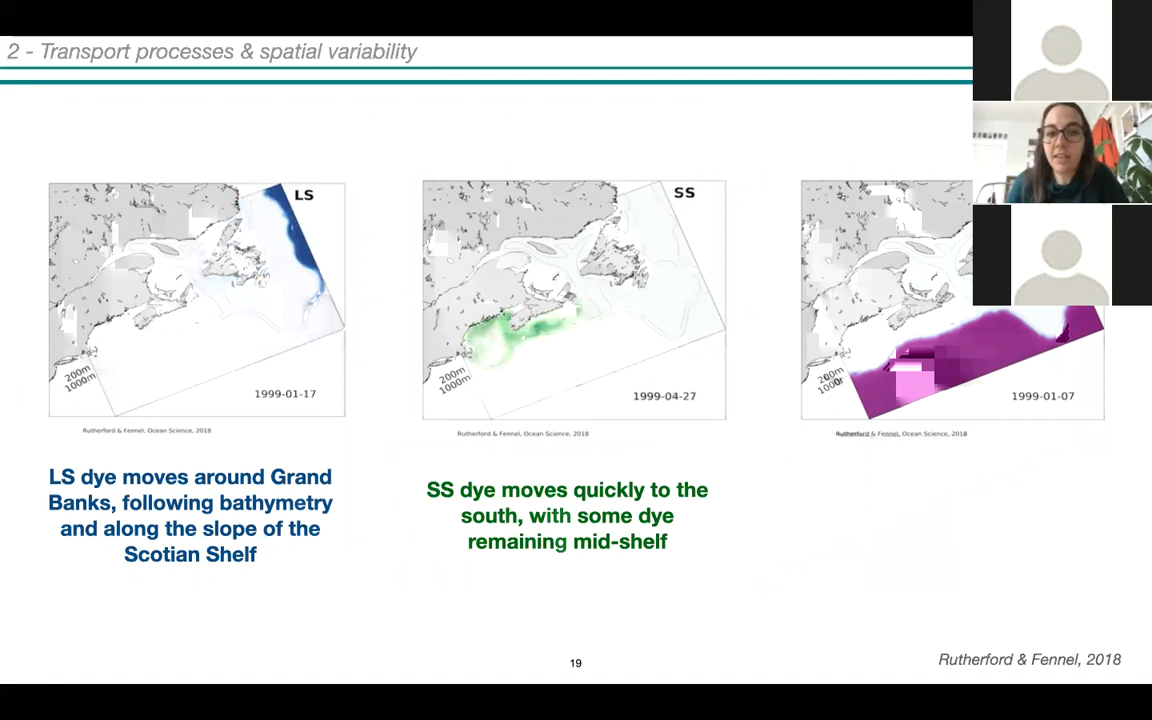 2 - Transport processes & spatial variability
LS
200m
1000m
1999-01-17
Rutherford & Fennel, Ocean Science, 2018
LS dye moves around Grand
Banks, following bathymetry
and along the slope of the
Scotian Shelf
SS
200m
1000m
1999-04-27
Rutherford & Fennel, Ocean Science, 2018
SS dye moves quickly to the
south, with some dye
remaining mid-shelf
200m
1999-01-07
Rutherford & Fennel, Ocean Science, 2018
19
Rutherford & Fennel, 2018